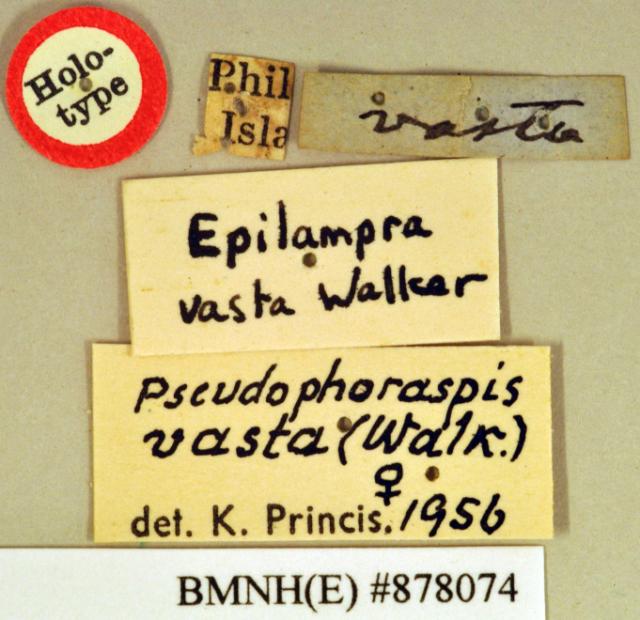 Holo-
type
Phil
Isla
vasta
Epilampra
vasta Walker
Pseudophoraspis
vasta (Walk.)
♀
det. K. Princis. 1956
BMNH(E) #878074